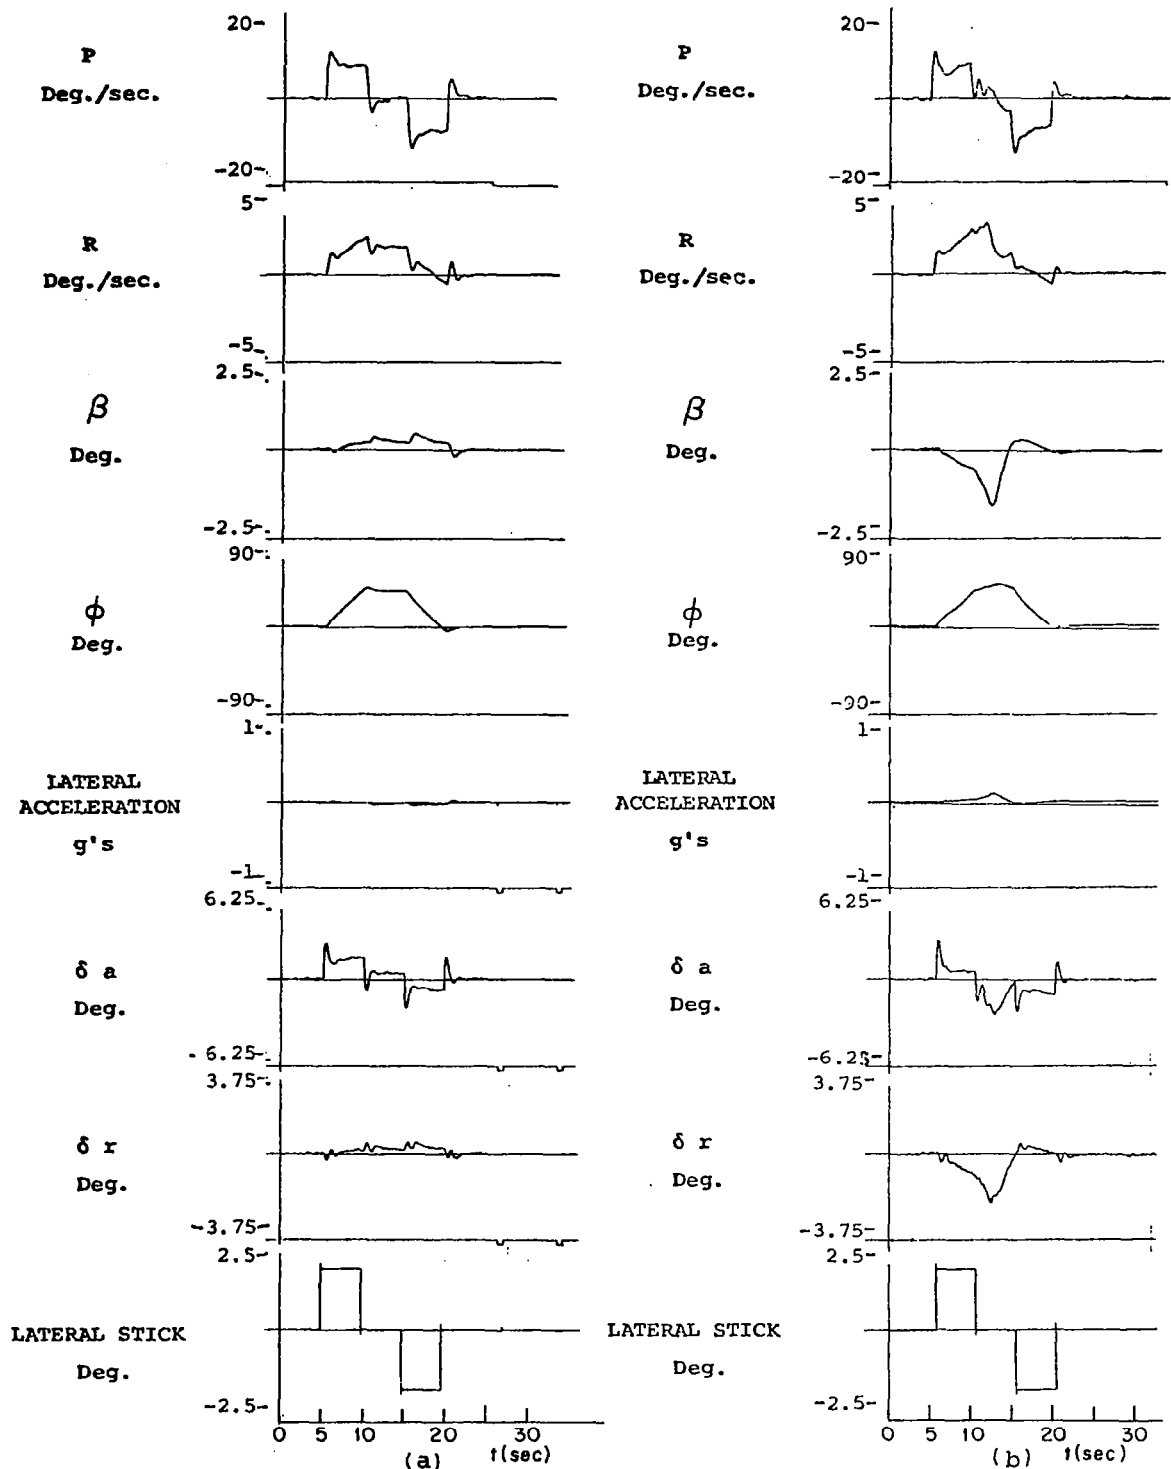 20-
P
Deg./sec.
-20-
5-
R
Deg./sec.
-5-
2.5-
β
Deg.
-2.5-
90-
ϕ
Deg.
-90-
1-
LATERAL
ACCELERATION
g's
-1-
6.25-
δ a
Deg.
-6.25-
3.75-
δ r
Deg.
-3.75-
2.5-
LATERAL STICK
Deg.
-2.5-
0 5 10 20 30
(a) t(sec)
20-
P
Deg./sec.
-20-
5-
R
Deg./sec.
-5-
2.5-
β
Deg.
-2.5-
90-
ϕ
Deg.
-90-
1-
LATERAL
ACCELERATION
g's
-1-
6.25-
δ a
Deg.
-6.25-
3.75-
δ r
Deg.
-3.75-
2.5-
LATERAL STICK
Deg.
-2.5-
0 5 10 20 30
(b) t(sec)